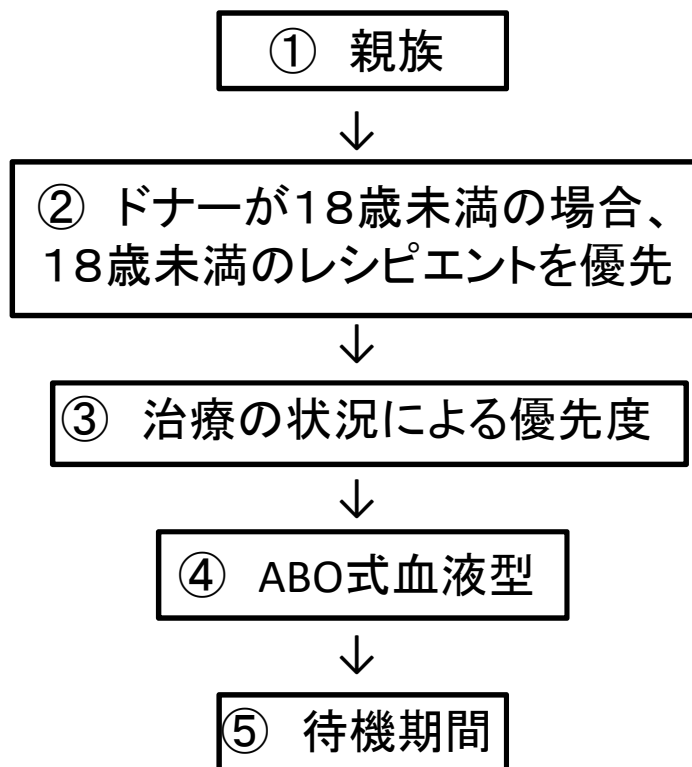 ① 親族
↓
② ドナーが18歳未満の場合、
18歳未満のレシピエントを優先
↓
③ 治療の状況による優先度
↓
④ ABO式血液型
↓
⑤ 待機期間